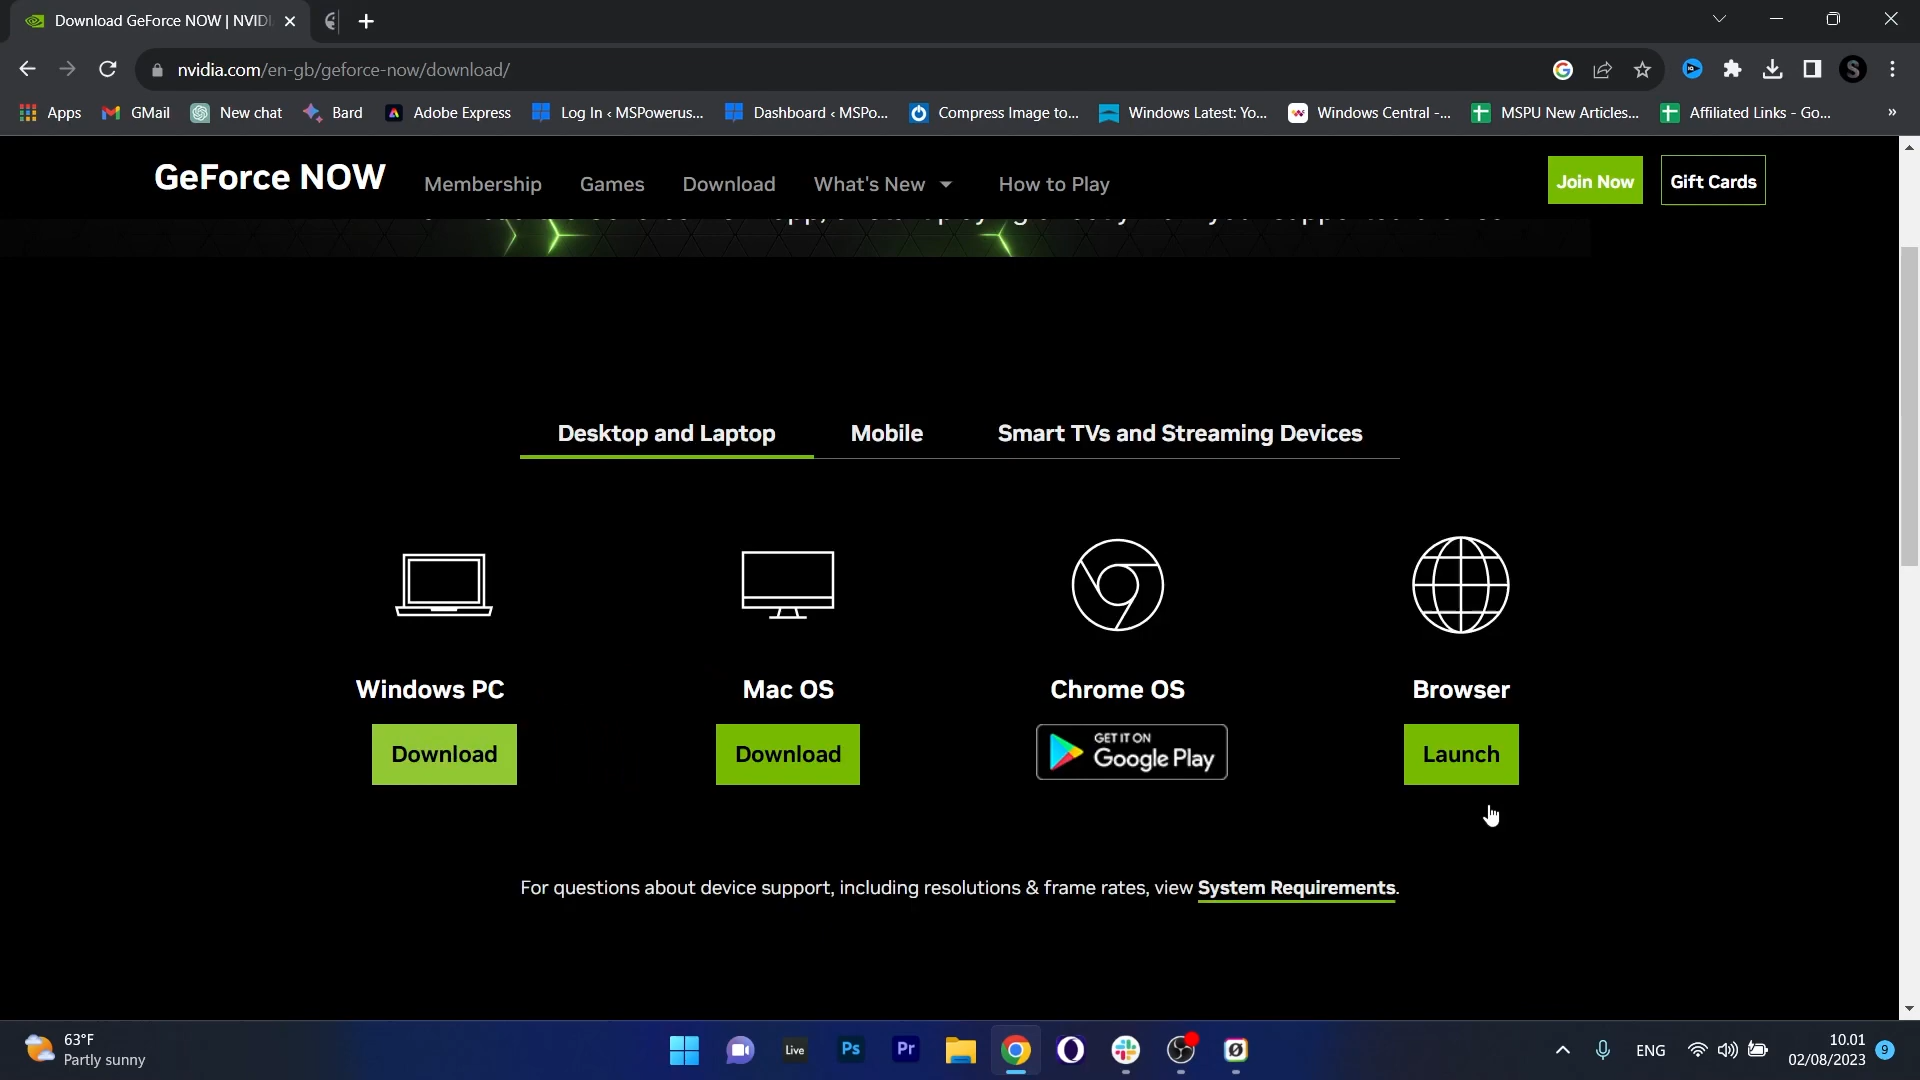 Download GeForce NOW | NVIDI
nvidia.com/en-gb/geforce-now/download/
S
Apps
GMail
New chat
Bard
Adobe Express
Log In ‹ MSPowerus...
Dashboard ‹ MSPo...
Compress Image to...
Windows Latest: Yo...
Windows Central -...
MSPU New Articles...
Affiliated Links - Go...
»
GeForce NOW
Membership
Games
Download
What's New
How to Play
Join Now
Gift Cards
Desktop and Laptop
Mobile
Smart TVs and Streaming Devices
Windows PC
Mac OS
Chrome OS
Browser
Download
Download
GET IT ON
Google Play
Launch
For questions about device support, including resolutions & frame rates, view System Requirements.
63°F
Partly sunny
Live
Ps
Pr
ENG
10.01
02/08/2023
9